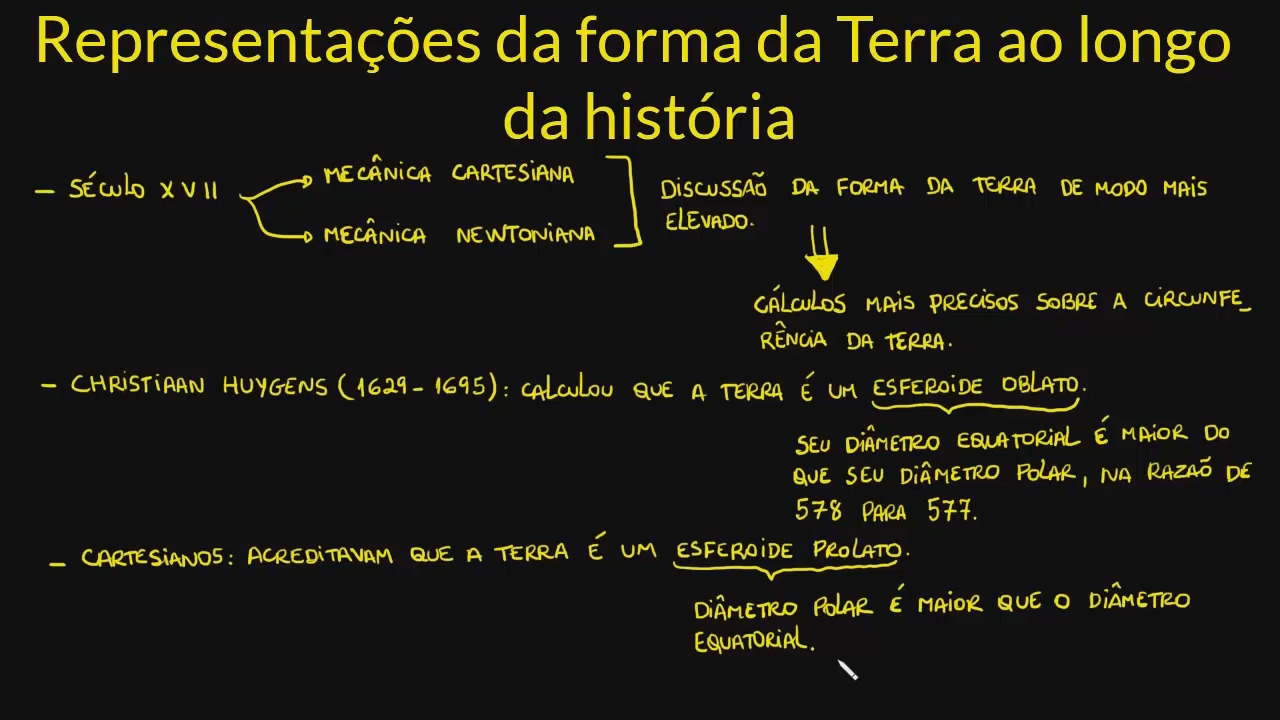 Representações da forma da Terra ao longo
da história
- SÉCULO XVII
MECÂNICA CARTESIANA
MECÂNICA NEWTONIANA
DISCUSSÃO DA FORMA DA TERRA DE MODO MAIS
ELEVADO.
CÁLCULOS MAIS PRECISOS SOBRE A CIRCUNFE_
RÊNCIA DA TERRA.
- CHRISTIAAN HUYGENS (1629-1695): CALCULOU QUE A TERRA É UM ESFEROIDE OBLATO.
SEU DIÂMETRO EQUATORIAL É MAIOR DO
QUE SEU DIÂMETRO POLAR, NA RAZAÕ DE
578 PARA 577.
- CARTESIANOS: ACREDITAVAM QUE A TERRA É UM ESFEROIDE PROLATO.
DIÂMETRO POLAR É MAIOR QUE O DIÂMETRO
EQUATORIAL.